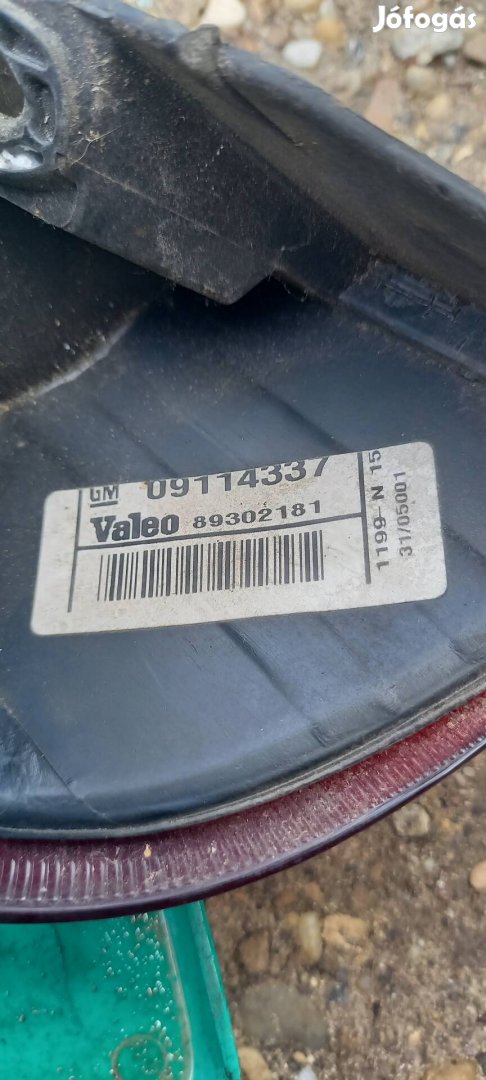 Jófogás
GM 09114337
Valeo 89302181
1199-N 15
31/05001